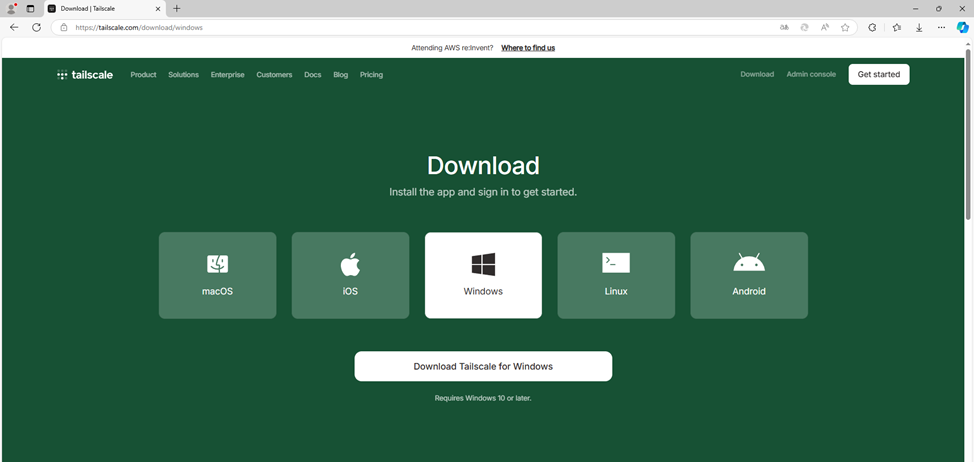 Download | Tailscale
https://tailscale.com/download/windows
Attending AWS re:Invent? Where to find us
tailscale Product Solutions Enterprise Customers Docs Blog Pricing Download Admin console Get started
Download
Install the app and sign in to get started.
macOS iOS Windows Linux Android
Download Tailscale for Windows
Requires Windows 10 or later.